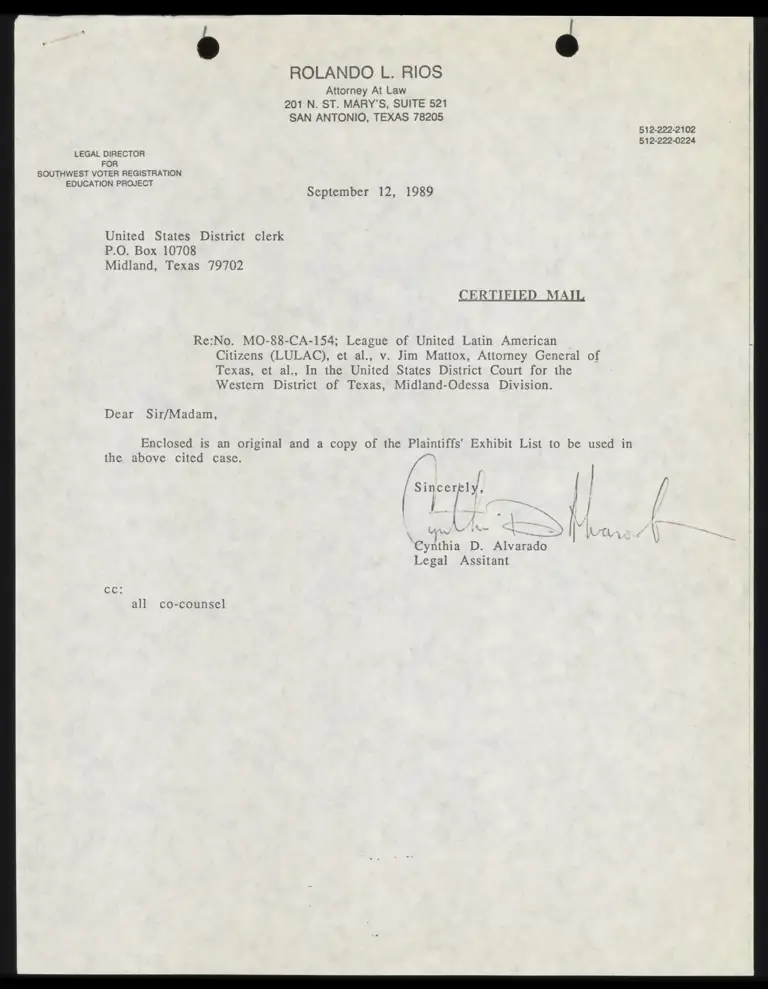 ROLANDO L. RIOS
Attorney At Law
201 N. ST. MARY'S, SUITE 521
SAN ANTONIO, TEXAS 78205
512-222-2102
512-222-0224
LEGAL DIRECTOR
FOR
SOUTHWEST VOTER REGISTRATION
EDUCATION PROJECT
September 12, 1989
United States District clerk
P.O. Box 10708
Midland, Texas 79702
CERTIFIED MAIL
Re:No. MO-88-CA-154; League of United Latin American
Citizens (LULAC), et al., v. Jim Mattox, Attorney General of
Texas, et al., In the United States District Court for the
Western District of Texas, Midland-Odessa Division.
Dear Sir/Madam,
Enclosed is an original and a copy of the Plaintiffs' Exhibit List to be used in
the above cited case.
Sincerely,
Cynthia D. Alvarado
Cynthia D. Alvarado
Legal Assitant
cc:
all co-counsel